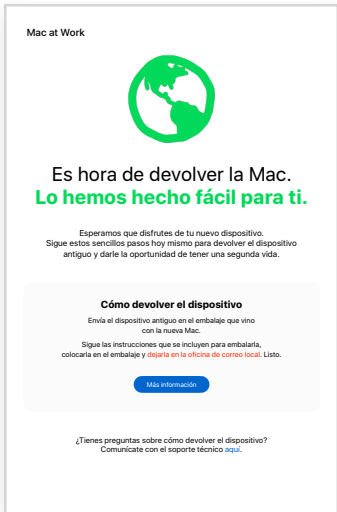 Mac at Work
Es hora de devolver la Mac.
Lo hemos hecho fácil para ti.
Esperamos que disfrutes de tu nuevo dispositivo.
Sigue estos sencillos pasos hoy mismo para devolver el dispositivo
antiguo y darle la oportunidad de tener una segunda vida.
Cómo devolver el dispositivo
Envía el dispositivo antiguo en el embalaje que vino
con la nueva Mac.
Sigue las instrucciones que se incluyen para embalarla,
colocarla en el embalaje y dejarla en la oficina de correo local. Listo.
Más información
¿Tienes preguntas sobre cómo devolver el dispositivo?
Comunícate con el soporte técnico aquí.